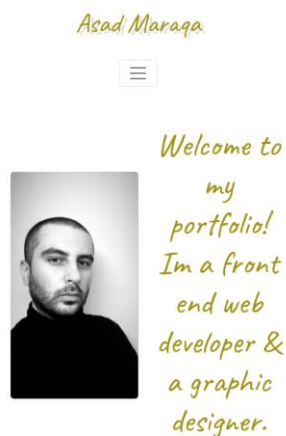 Asad Maraqa
Welcome to
my
portfolio!
Im a front
end web
developer &
a graphic
designer.